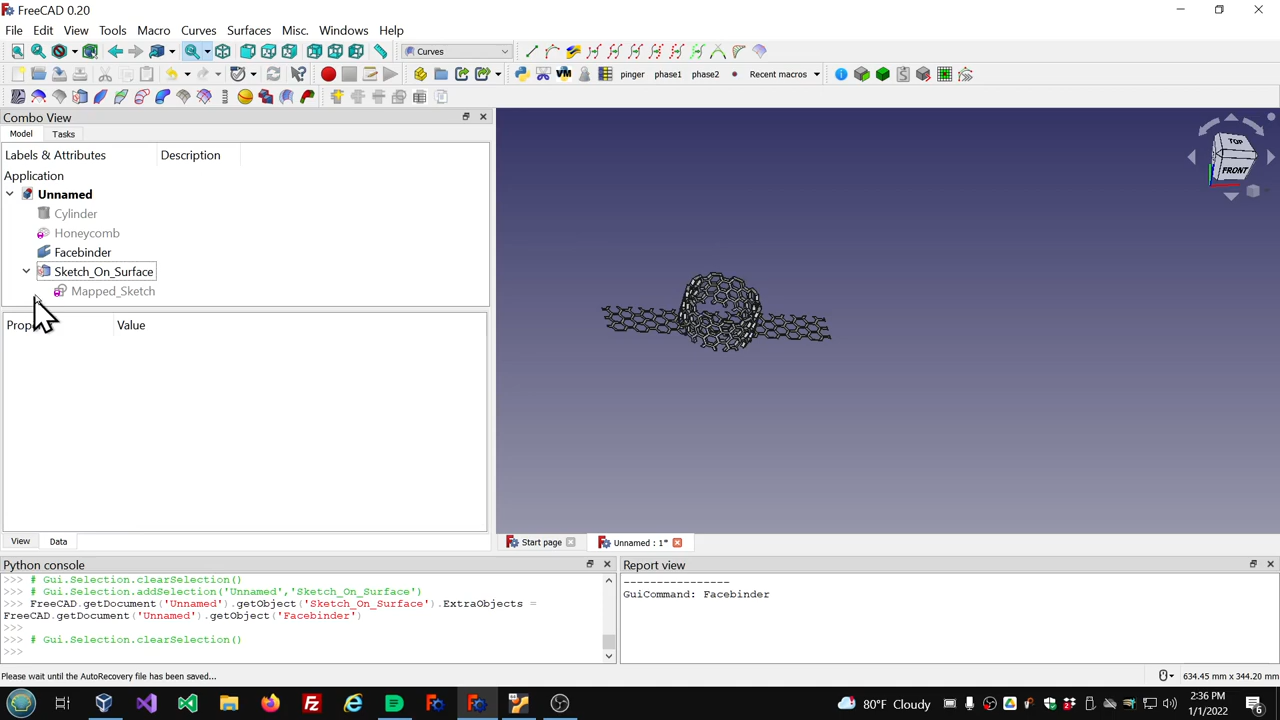 FreeCAD 0.20
File Edit View Tools Macro Curves Surfaces Misc. Windows Help
Curves
pinger phase1 phase2 Recent macros
Combo View
Model Tasks
Labels & Attributes Description
Application
Unnamed
Cylinder
Honeycomb
Facebinder
Sketch_On_Surface
Mapped_Sketch
Value
TOP
FRONT
View Data
Start page Unnamed : 1*
Python console
>>> # Gui.Selection.clearSelection()
>>> # Gui.Selection.addSelection('Unnamed','Sketch_On_Surface')
>>> FreeCAD.getDocument('Unnamed').getObject('Sketch_On_Surface').ExtraObjects =
FreeCAD.getDocument('Unnamed').getObject('Facebinder')
>>>
>>> # Gui.Selection.clearSelection()
>>>
Report view
----------------
GuiCommand: Facebinder
Please wait until the AutoRecovery file has been saved...
634.45 mm x 344.20 mm
80°F Cloudy
2:36 PM
1/1/2022
6